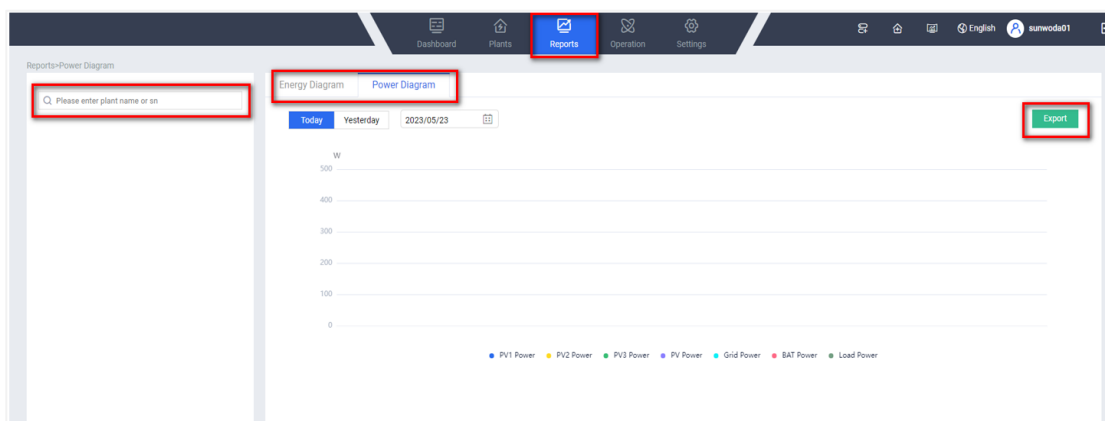 Dashboard Plants Reports Operation Settings English sunwoda01
Reports>Power Diagram
Please enter plant name or sn
Energy Diagram Power Diagram
Today Yesterday 2023/05/23 Export
W
500
400
300
200
100
0
PV1 Power PV2 Power PV3 Power PV Power Grid Power BAT Power Load Power